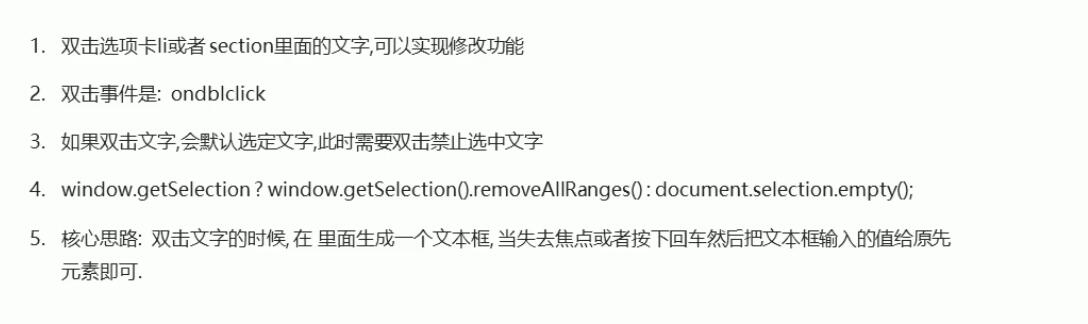 1. 双击选项卡li或者 section里面的文字,可以实现修改功能
2. 双击事件是: ondblclick
3. 如果双击文字,会默认选定文字,此时需要双击禁止选中文字
4. window.getSelection ? window.getSelection().removeAllRanges() : document.selection.empty();
5. 核心思路: 双击文字的时候, 在 里面生成一个文本框, 当失去焦点或者按下回车然后把文本框输入的值给原先
元素即可.